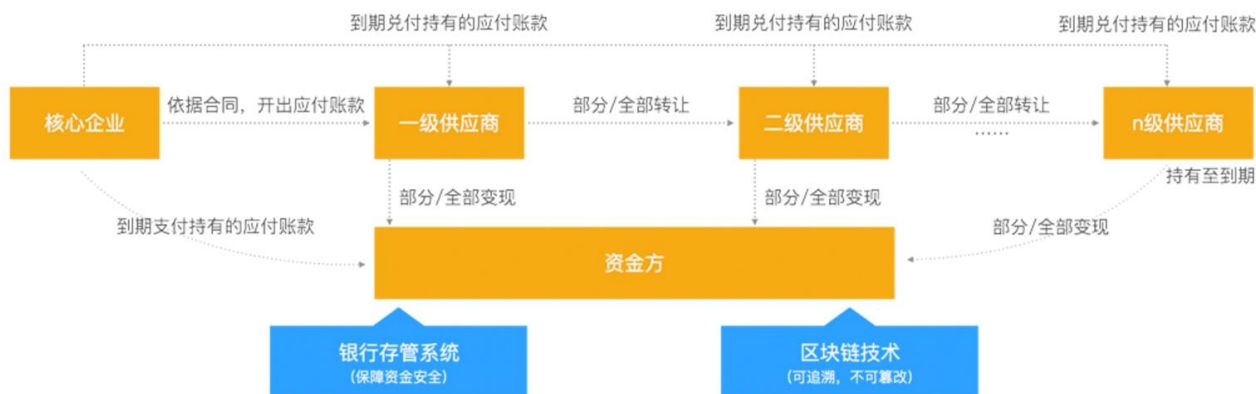 到期兑付持有的应付账款
到期兑付持有的应付账款
到期兑付持有的应付账款
核心企业
依据合同，开出应付账款
一级供应商
部分/全部转让
二级供应商
部分/全部转让
······
n级供应商
持有至到期
部分/全部变现
部分/全部变现
到期支付持有的应付账款
部分/全部变现
资金方
银行存管系统
(保障资金安全)
区块链技术
(可追溯，不可篡改)